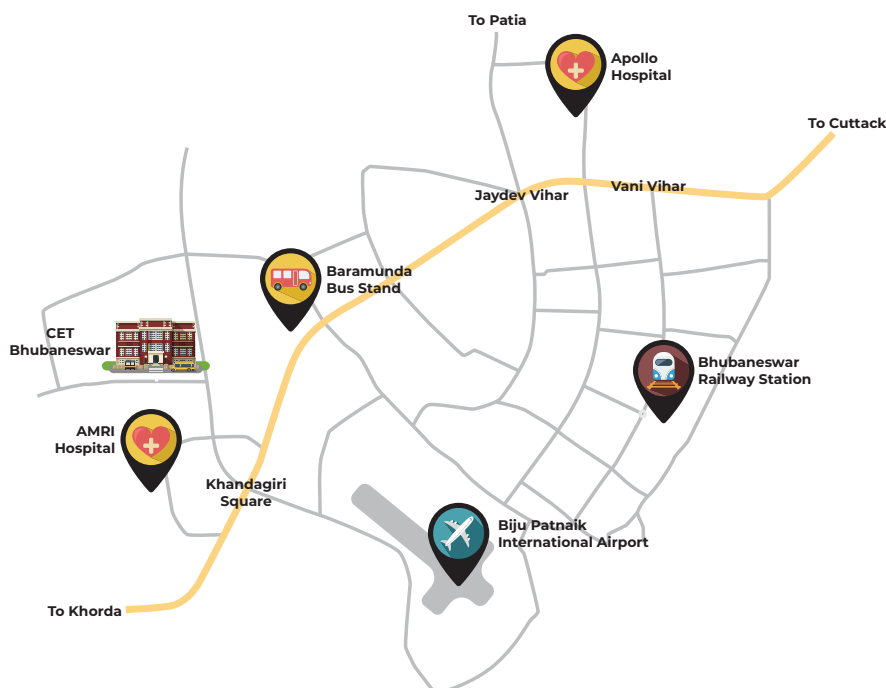 To Patia
Apollo
Hospital
To Cuttack
Jaydev Vihar
Vani Vihar
Baramunda
Bus Stand
CET
Bhubaneswar
Bhubaneswar
Railway Station
AMRI
Hospital
Khandagiri
Square
Biju Patnaik
International Airport
To Khorda